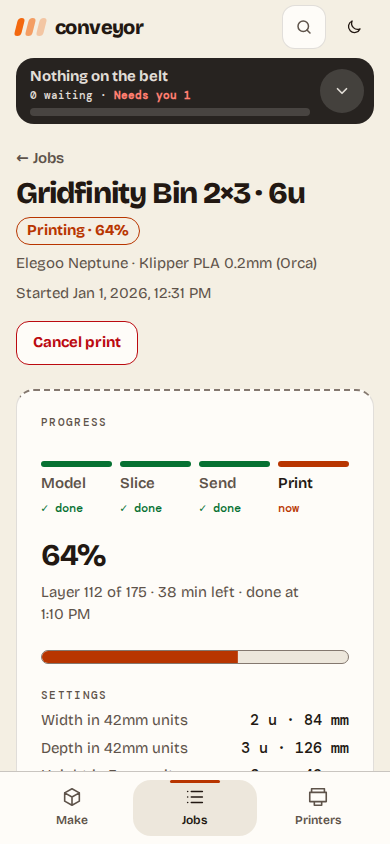 conveyor
Nothing on the belt
0 waiting · Needs you 1
← Jobs
Gridfinity Bin 2×3 · 6u
Printing · 64%
Elegoo Neptune · Klipper PLA 0.2mm (Orca)
Started Jan 1, 2026, 12:31 PM
Cancel print
PROGRESS
Model Slice Send Print
✓ done ✓ done ✓ done now
64%
Layer 112 of 175 · 38 min left · done at
1:10 PM
SETTINGS
Width in 42mm units 2 u · 84 mm
Depth in 42mm units 3 u · 126 mm
Make Jobs Printers